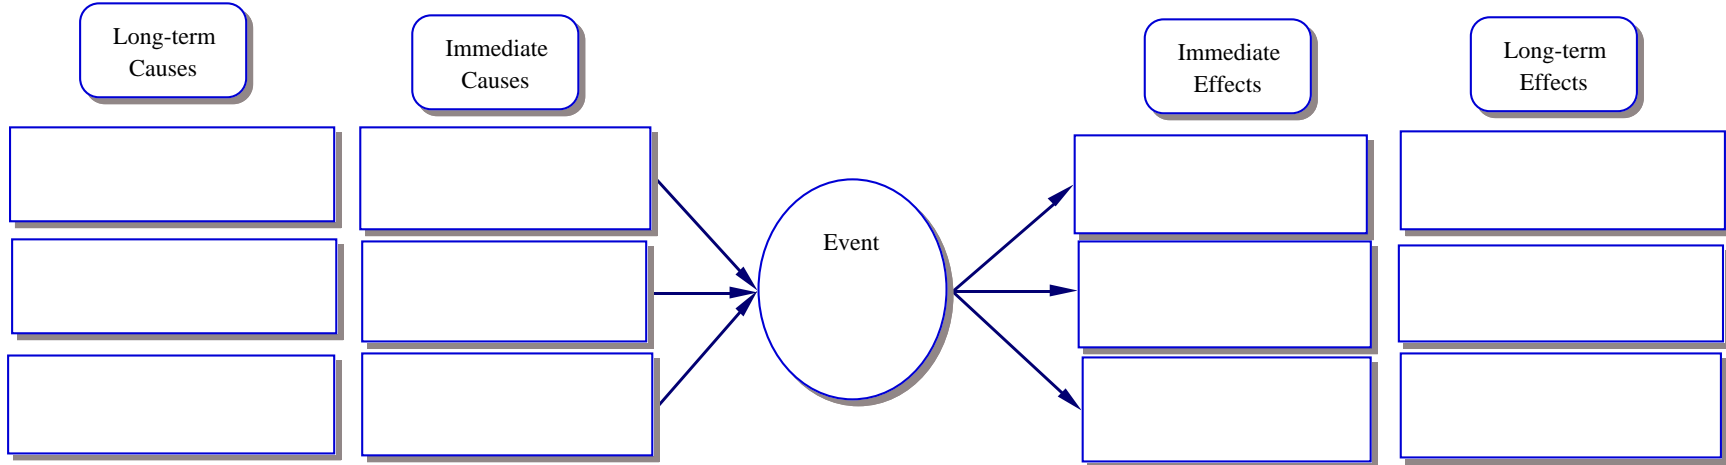 Long-term
Causes
Immediate
Causes
Immediate
Effects
Long-term
Effects
Event